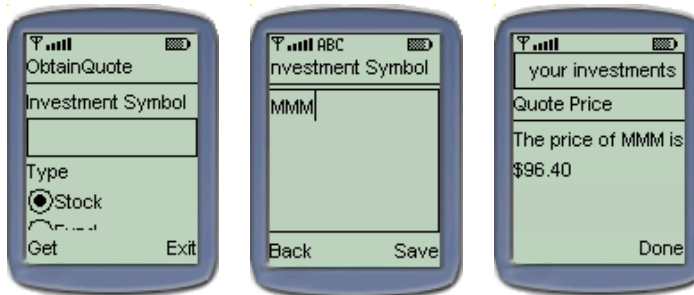 ObtainQuote
Investment Symbol
Type
Stock
Get Exit
ABC
nvestment Symbol
MMM
Back Save
your investments
Quote Price
The price of MMM is
$96.40
Done